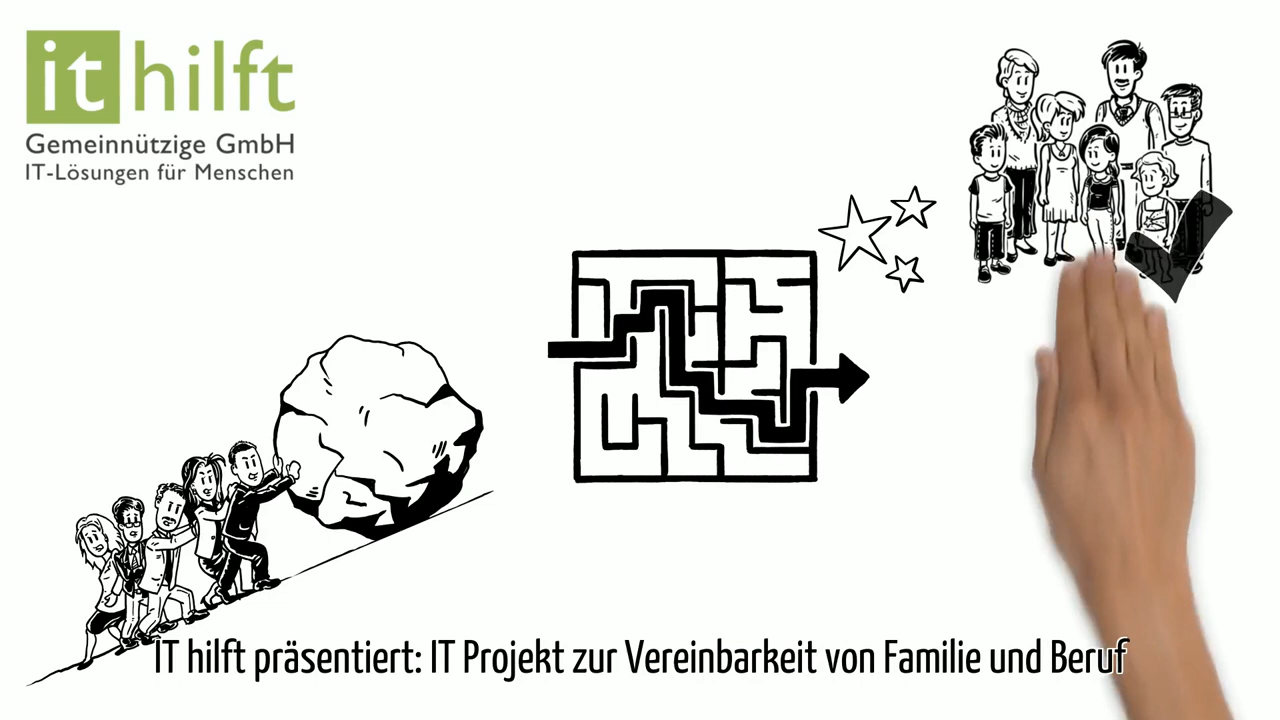 it hilft
Gemeinnützige GmbH
IT-Lösungen für Menschen
IT hilft präsentiert: IT Projekt zur Vereinbarkeit von Familie und Beruf